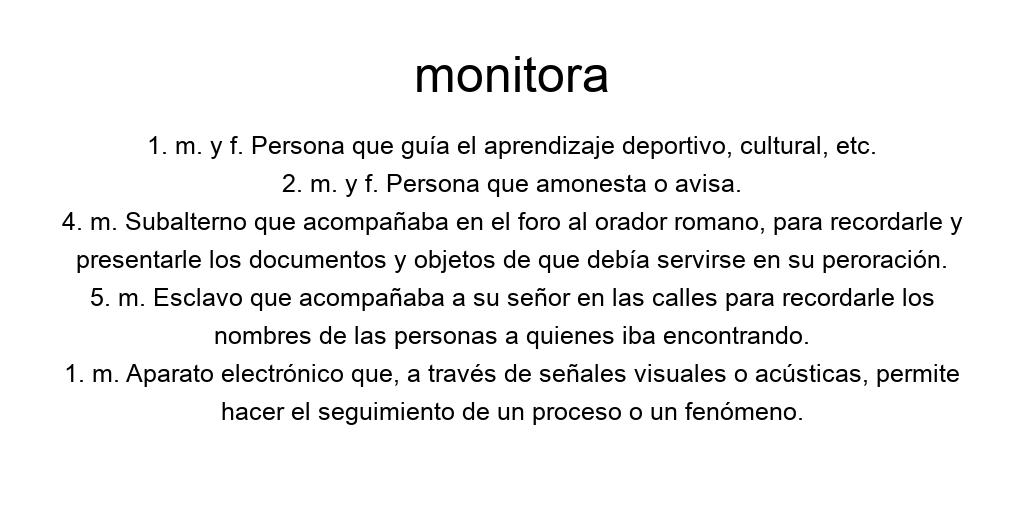 monitora
1. m. y f. Persona que guía el aprendizaje deportivo, cultural, etc.
2. m. y f. Persona que amonesta o avisa.
4. m. Subalterno que acompañaba en el foro al orador romano, para recordarle y
presentarle los documentos y objetos de que debía servirse en su peroración.
5. m. Esclavo que acompañaba a su señor en las calles para recordarle los
nombres de las personas a quienes iba encontrando.
1. m. Aparato electrónico que, a través de señales visuales o acústicas, permite
hacer el seguimiento de un proceso o un fenómeno.